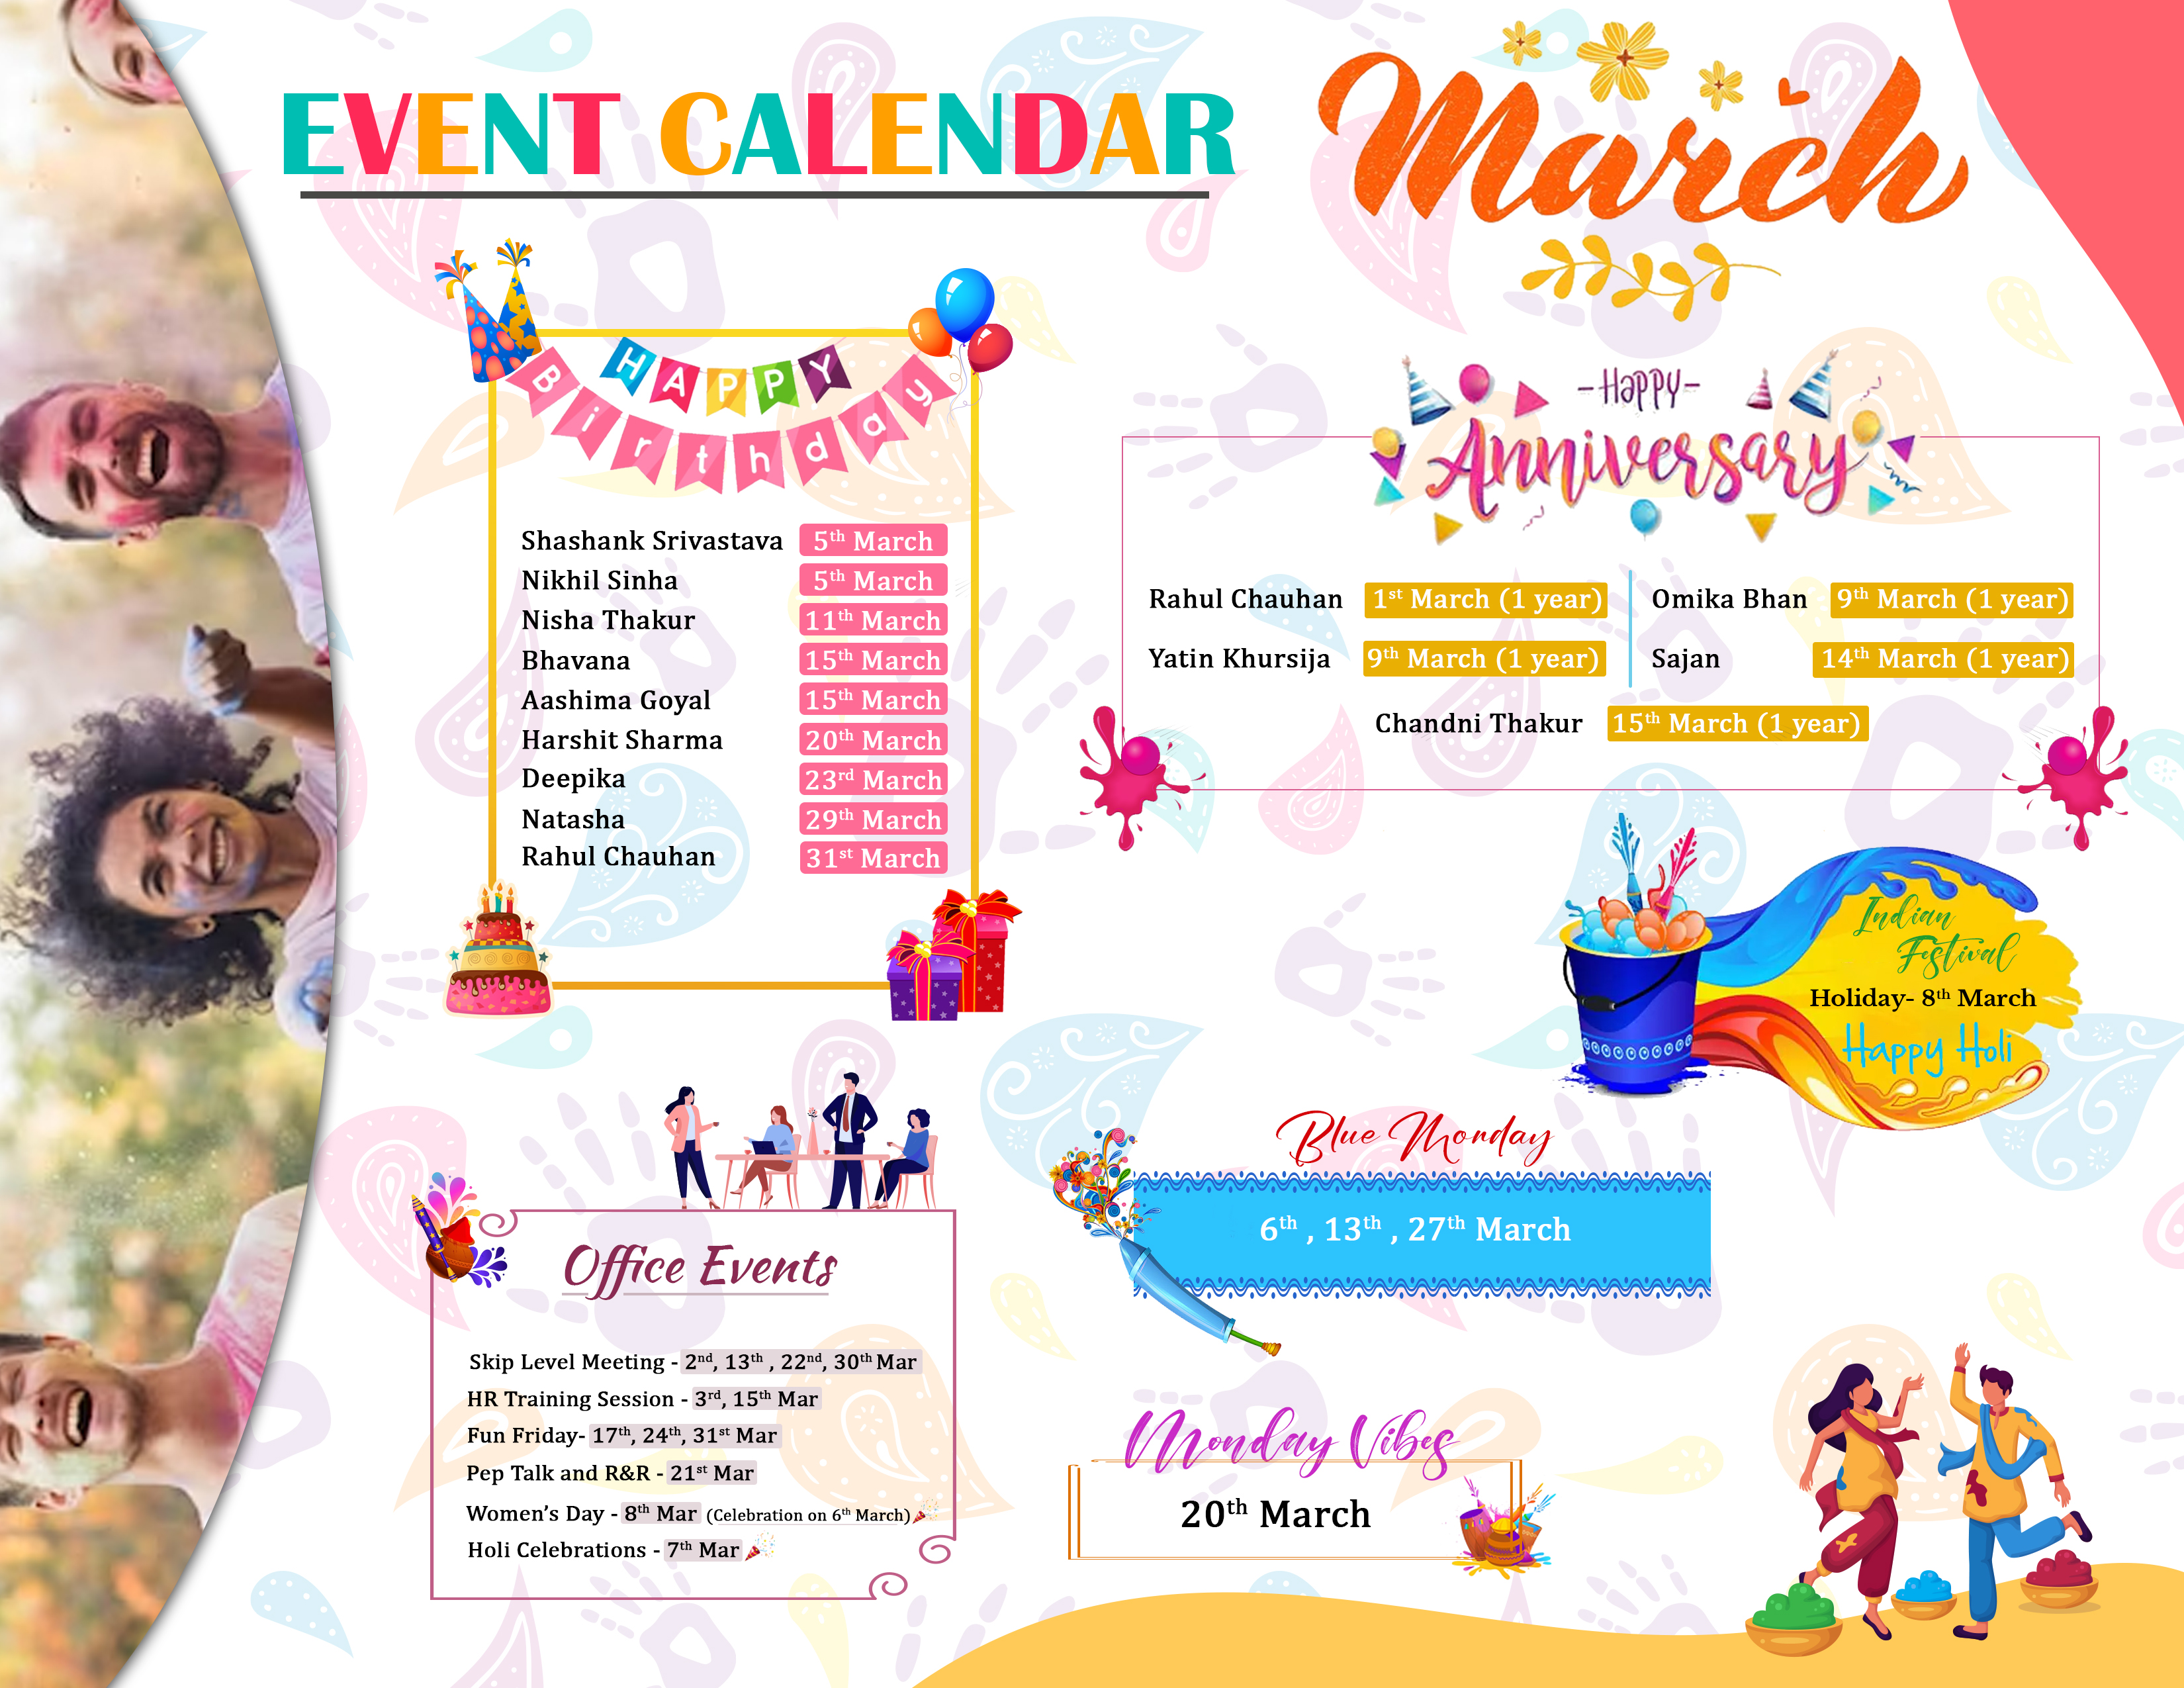 EVENT CALENDAR
March
HAPPY
Birthday
Shashank Srivastava 5th March
Nikhil Sinha 5th March
Nisha Thakur 11th March
Bhavana 15th March
Aashima Goyal 15th March
Harshit Sharma 20th March
Deepika 23rd March
Natasha 29th March
Rahul Chauhan 31st March
-Happy-
Anniversary
Rahul Chauhan 1st March (1 year) Omika Bhan 9th March (1 year)
Yatin Khursija 9th March (1 year) Sajan 14th March (1 year)
Chandni Thakur 15th March (1 year)
Indian
Festival
Holiday- 8th March
Happy Holi
Office Events
Skip Level Meeting - 2nd, 13th , 22nd, 30th Mar
HR Training Session - 3rd, 15th Mar
Fun Friday- 17th, 24th, 31st Mar
Pep Talk and R&R - 21st Mar
Women’s Day - 8th Mar (Celebration on 6th March)
Holi Celebrations - 7th Mar
Blue Monday
6th , 13th , 27th March
Monday Vibes
20th March